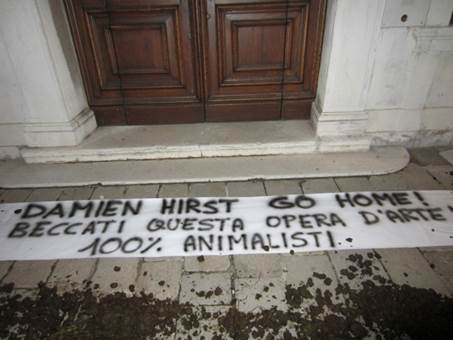 DAMIEN HIRST GO HOME!
BECCATI QUESTA OPERA D'ARTE!
100% ANIMALISTI